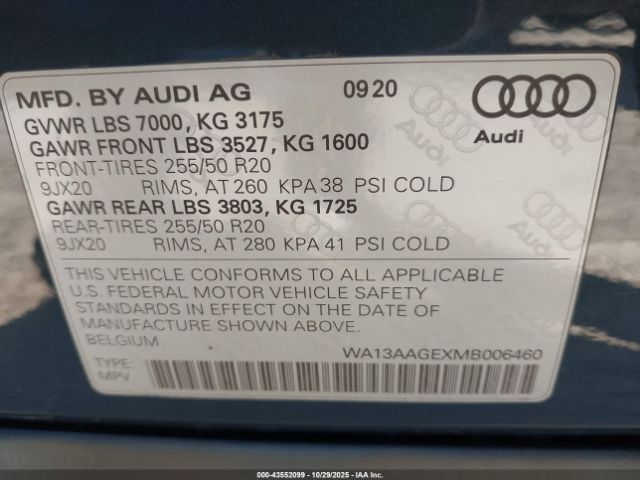 MFD. BY AUDI AG 09 20
GVWR LBS 7000, KG 3175
GAWR FRONT LBS 3527, KG 1600
FRONT-TIRES 255/50 R20
9JX20 RIMS, AT 260 KPA 38 PSI COLD
GAWR REAR LBS 3803, KG 1725
REAR-TIRES 255/50 R20
9JX20 RIMS, AT 280 KPA 41 PSI COLD
Audi
THIS VEHICLE CONFORMS TO ALL APPLICABLE
U.S. FEDERAL MOTOR VEHICLE SAFETY
STANDARDS IN EFFECT ON THE DATE OF
MANUFACTURE SHOWN ABOVE.
BELGIUM
WA13AAGEXMB006460
TYPE:
MPV
000-43552099 - 10/29/2025 - www.iaai.com